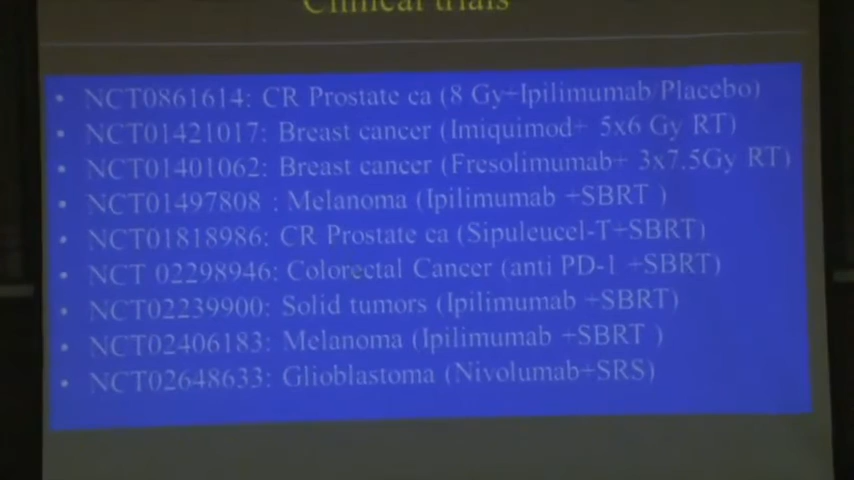 Clinical trials
• NCT0861614: CR Prostate ca (8 Gy+Ipilimumab/Placebo)
• NCT01421017: Breast cancer (Imiquimod+ 5x6 Gy RT)
• NCT01401062: Breast cancer (Fresolimumab+ 3x7.5Gy RT)
• NCT01497808 : Melanoma (Ipilimumab +SBRT )
• NCT01818986: CR Prostate ca (Sipuleucel-T+SBRT)
• NCT 02298946: Colorectal Cancer (anti PD-1 +SBRT)
• NCT02239900: Solid tumors (Ipilimumab +SBRT)
• NCT02406183: Melanoma (Ipilimumab +SBRT )
• NCT02648633: Glioblastoma (Nivolumab+SRS)